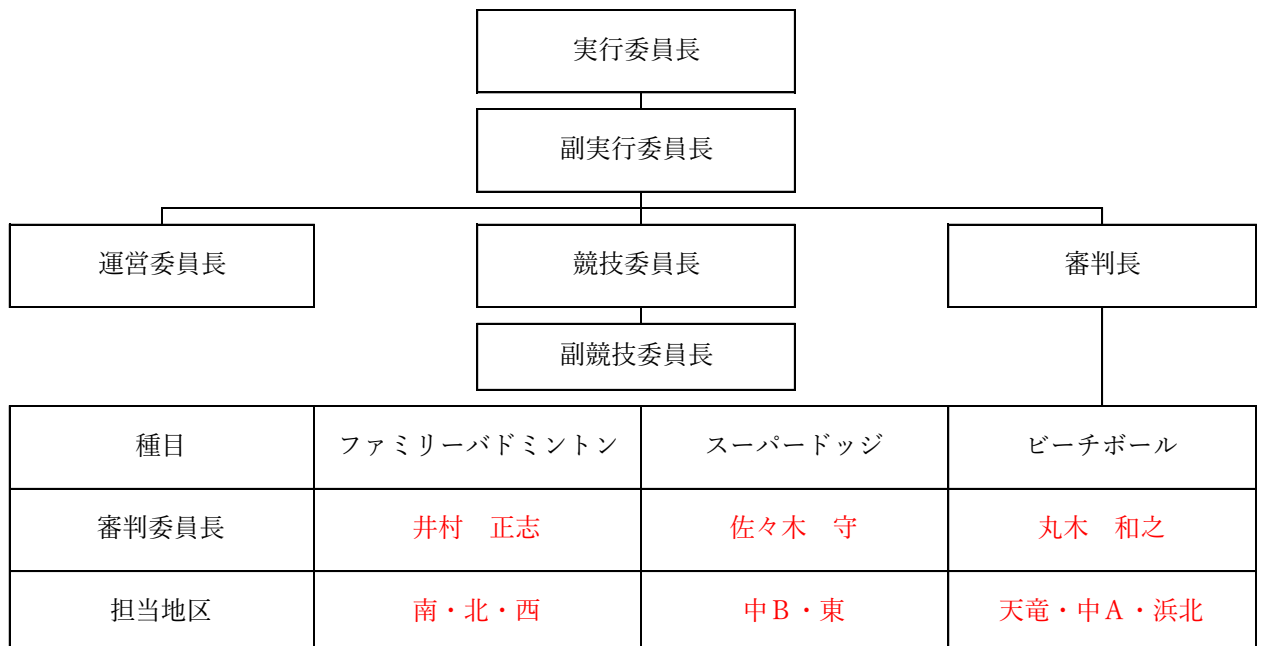 実行委員長
副実行委員長
運営委員長 競技委員長 審判長
副競技委員長
種目 ファミリーバドミントン スーパードッジ ビーチボール
審判委員長 井村　正志 佐々木　守 丸木　和之
担当地区 南・北・西 中Ｂ・東 天竜・中Ａ・浜北